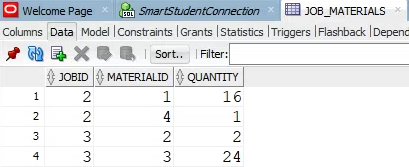 Welcome Page SmartStudentConnection JOB_MATERIALS
Columns Data Model Constraints Grants Statistics Triggers Flashback Depend
Sort.. Filter:
JOBID MATERIALID QUANTITY
1 2 1 16
2 2 4 1
3 3 2 2
4 3 3 24